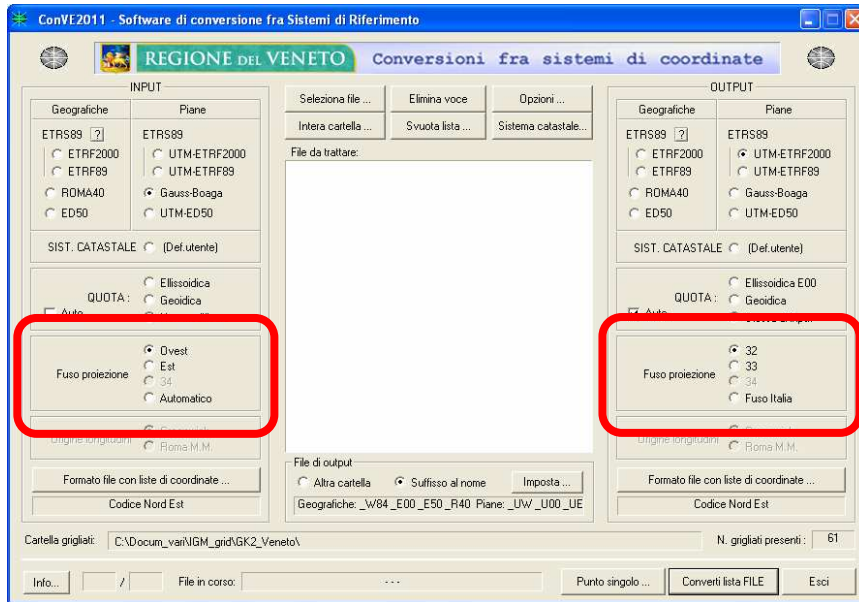 ConVE2011 - Software di conversione fra Sistemi di Riferimento
REGIONE DEL VENETO
Conversioni fra sistemi di coordinate
INPUT
Geografiche
Piane
ETRS89 ?
ETRS89
ETRF2000
UTM-ETRF2000
ETRF89
UTM-ETRF89
ROMA40
Gauss-Boaga
ED50
UTM-ED50
SIST. CATASTALE
(Def.utente)
QUOTA :
Ellissoidica
Geoidica
Auto
Fuso proiezione
Ovest
Est
34
Automatico
Origine longitudini
Roma M.M.
Formato file con liste di coordinate ...
Codice Nord Est
Seleziona file ...
Elimina voce
Opzioni ...
Intera cartella ...
Svuota lista ...
Sistema catastale...
File da trattare:
File di output
Altra cartella
Suffisso al nome
Imposta ...
Geografiche: _W84 _E00 _E50 _R40 Piane: _UW _U00 _UE
OUTPUT
Geografiche
Piane
ETRS89 ?
ETRS89
ETRF2000
UTM-ETRF2000
ETRF89
UTM-ETRF89
ROMA40
Gauss-Boaga
ED50
UTM-ED50
SIST. CATASTALE
(Def.utente)
QUOTA :
Ellissoidica E00
Geoidica
Auto
Fuso proiezione
32
33
34
Fuso Italia
Origine longitudini
Roma M.M.
Formato file con liste di coordinate ...
Codice Nord Est
Cartella grigliati:
C:\Docum_vari\IGM_grid\GK2_Veneto\
N. grigliati presenti :
61
Info...
/
File in corso:
- - -
Punto singolo ...
Converti lista FILE
Esci